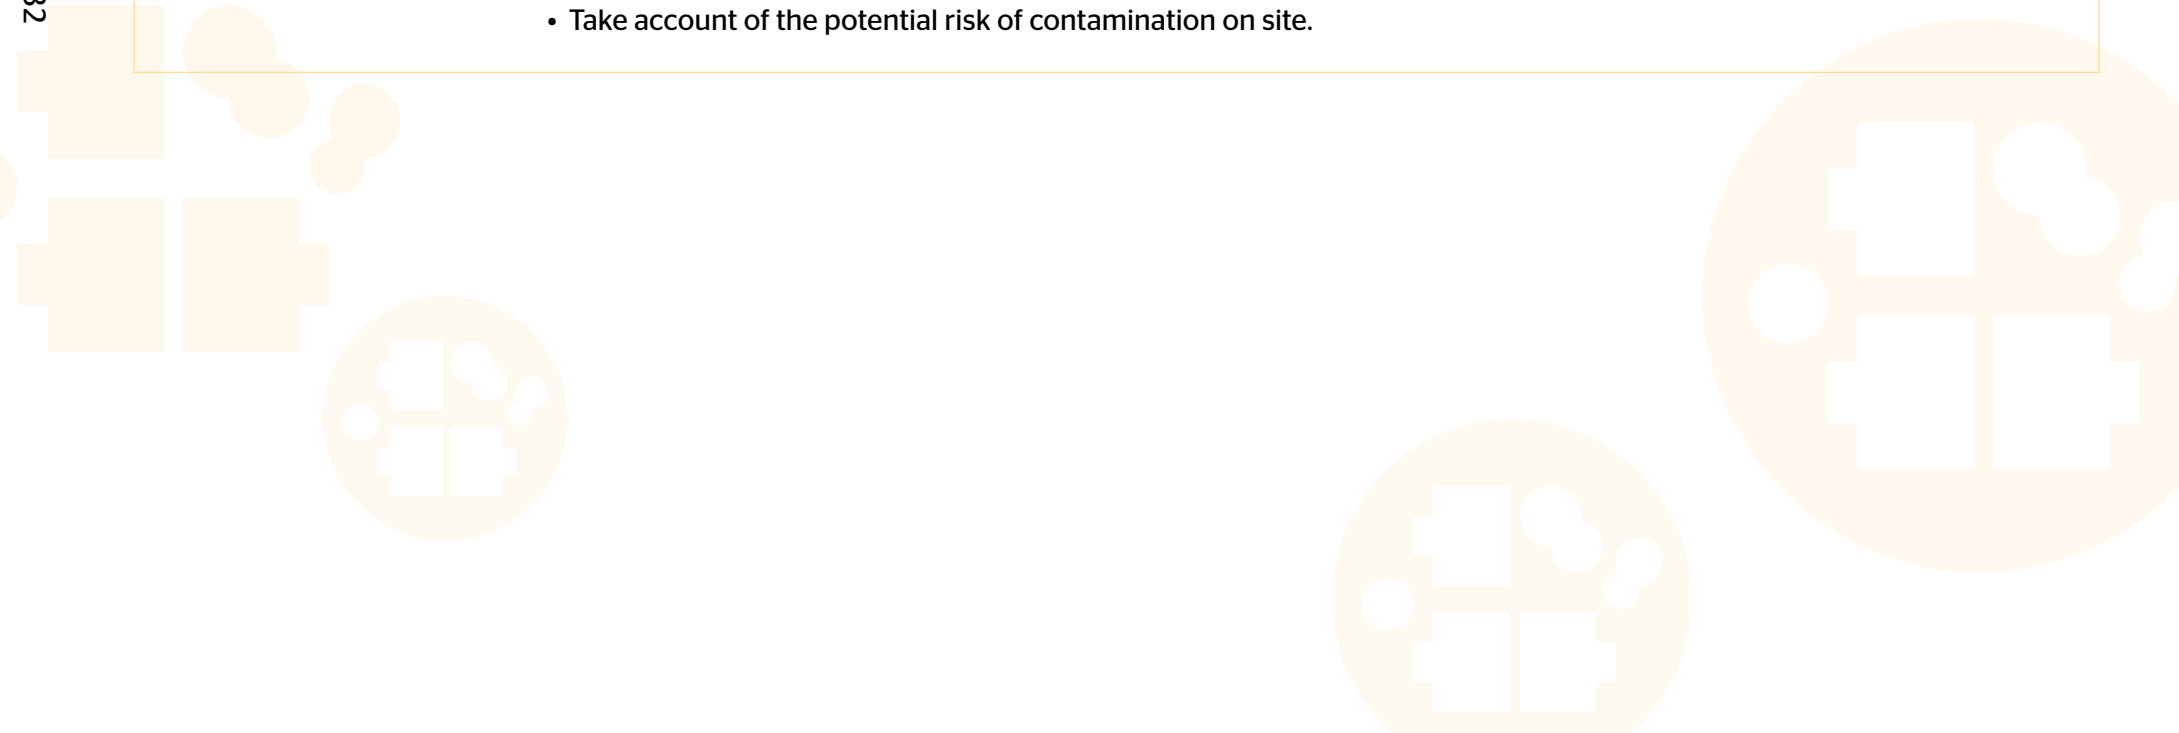 • Take account of the potential risk of contamination on site.
32